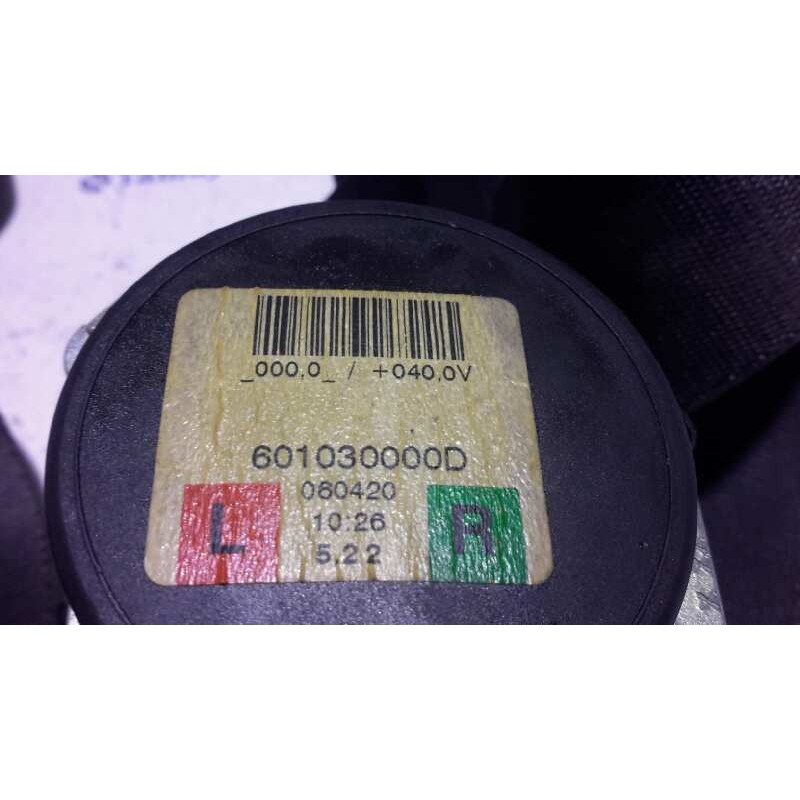 _000,0_ / +040,0V
601030000D
060420
L 10:26 R
5.22